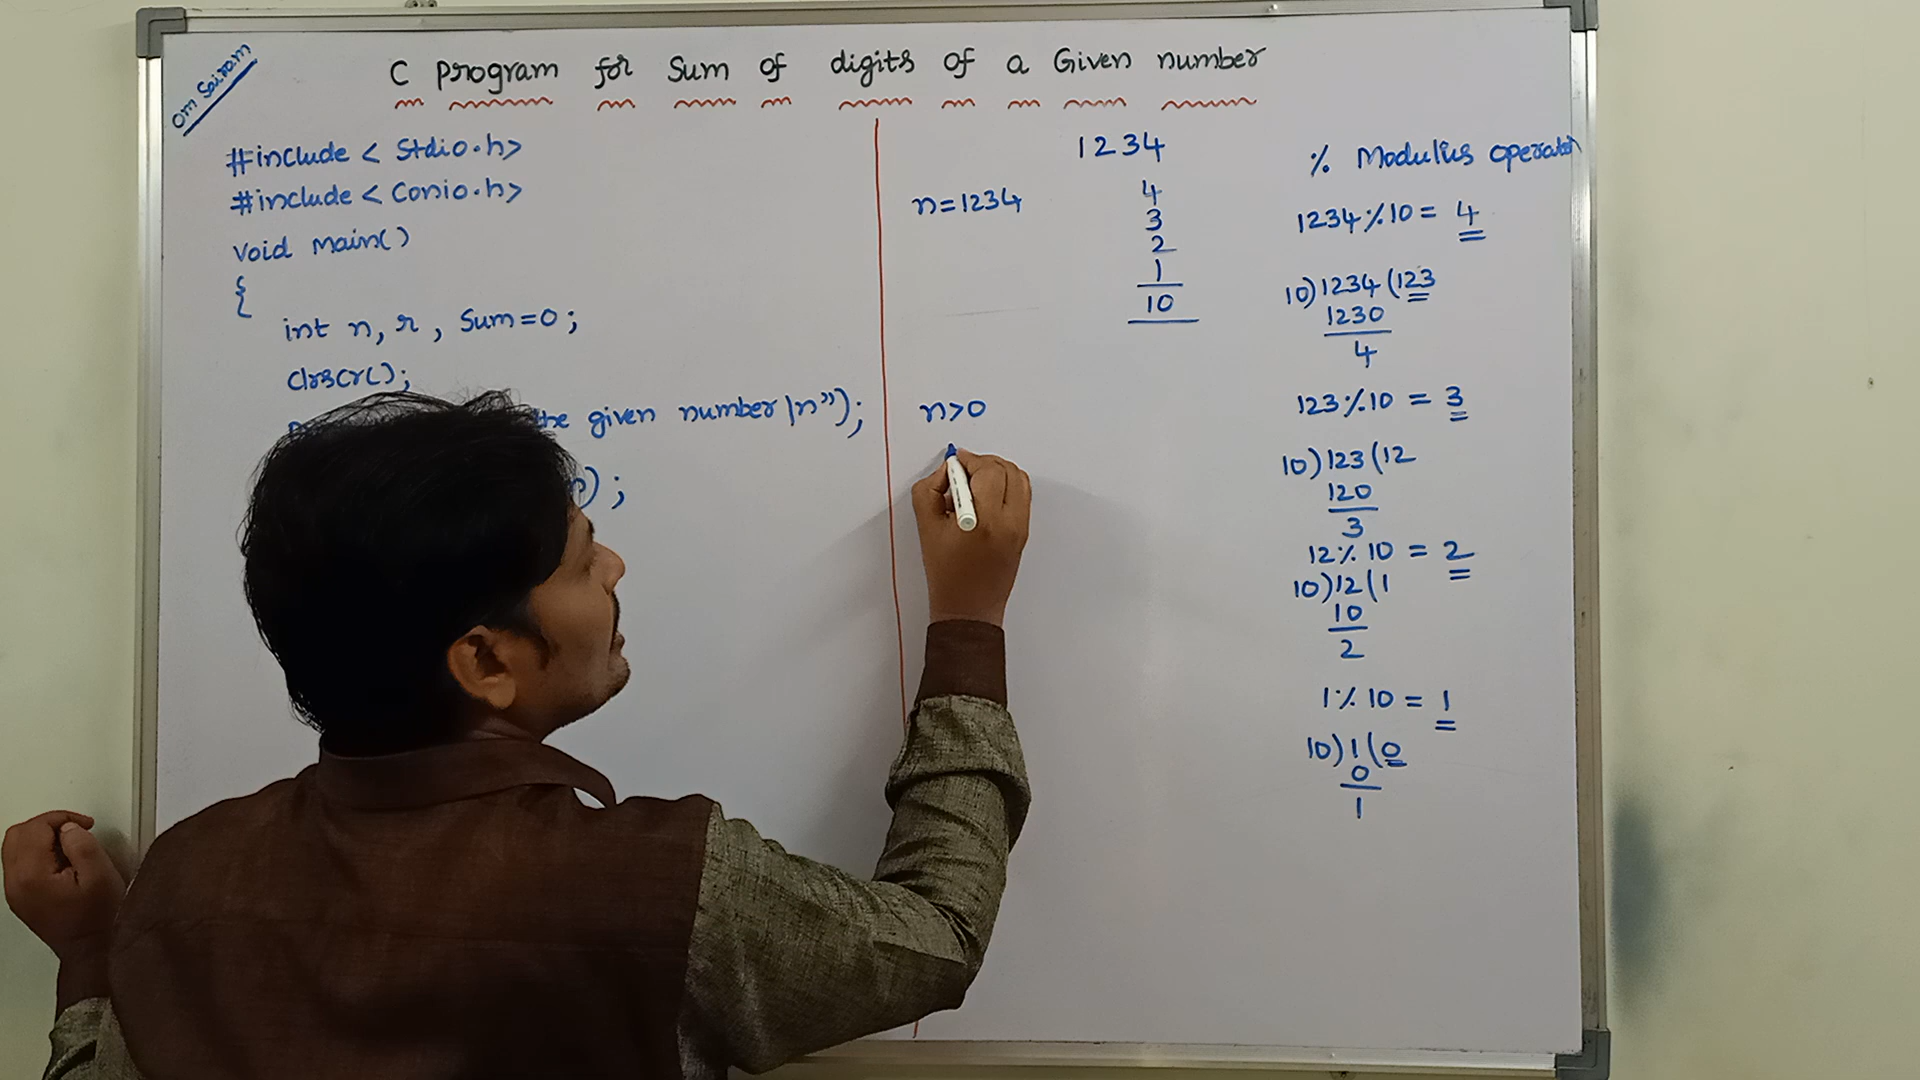 Om Sairam
C program for Sum of digits of a Given number
#include < Stdio.h>
#include < Conio.h>
Void main()
{
int n, r, Sum=0;
Clrscr();
the given number\n");
);
n=1234
n>0
1234
4
3
2
1
10
% Modulus operator
1234%10 = 4
10)1234(123
1230
4
123%10 = 3
10)123(12
120
3
12% 10 = 2
10)12(1
10
2
1% 10 = 1
10)1(0
0
1